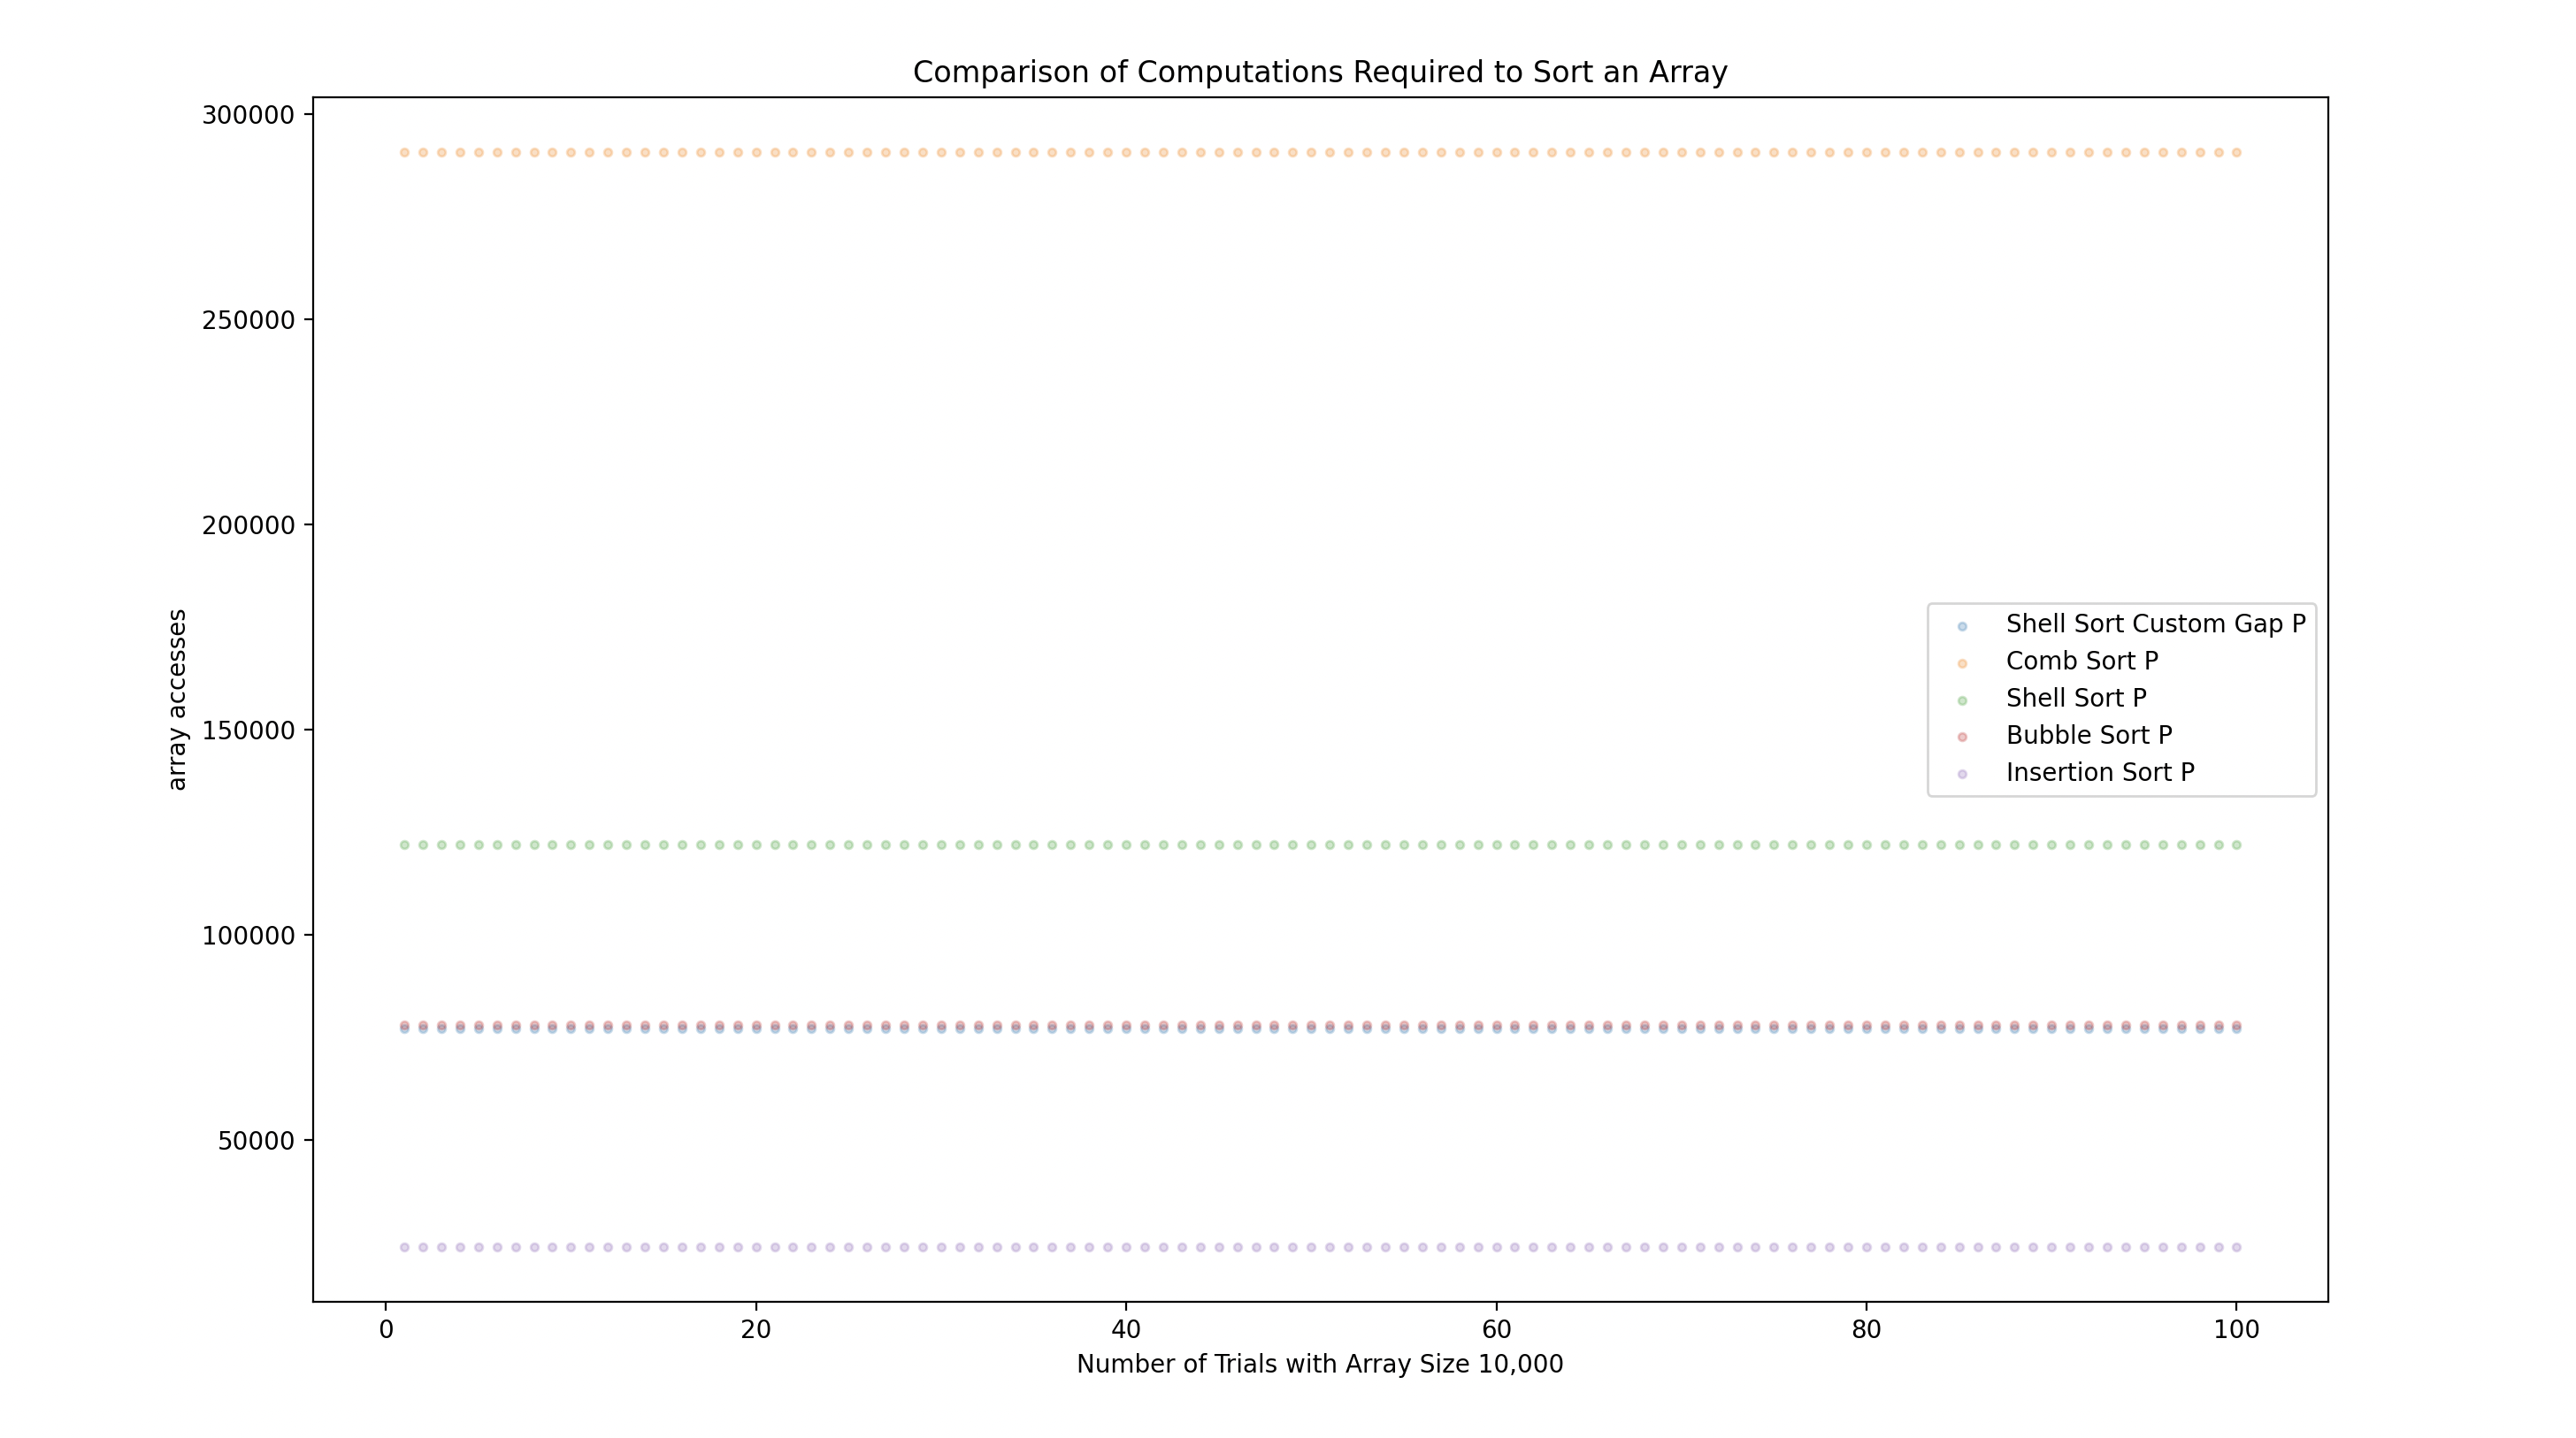 Comparison of Computations Required to Sort an Array
300000
250000
200000
150000
100000
50000
array accesses
Shell Sort Custom Gap P
Comb Sort P
Shell Sort P
Bubble Sort P
Insertion Sort P
0 20 40 60 80 100
Number of Trials with Array Size 10,000